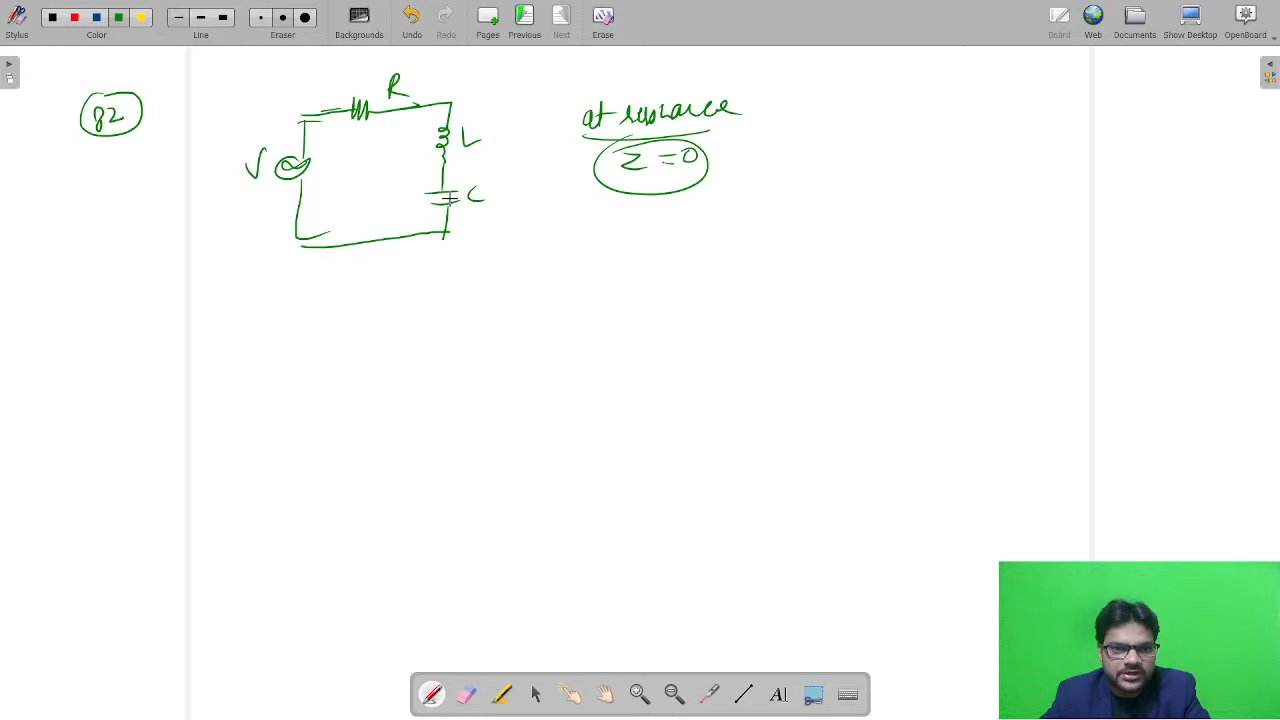 Stylus
Color
Line
Eraser
Backgrounds
Undo
Redo
Pages
Previous
Next
Erase
Board
Web
Documents
Show Desktop
OpenBoard
82
R
L
V
C
at resonance
Z = 0
AI